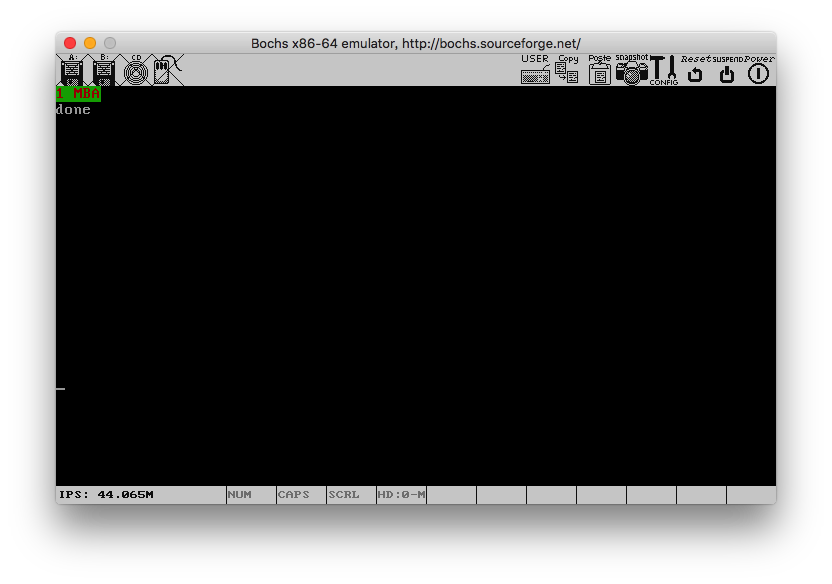 Bochs x86-64 emulator, http://bochs.sourceforge.net/
A: B: CD USER Copy Paste snapshot CONFIG Reset SUSPEND Power
1 MBA
done
IPS: 44.065M NUM CAPS SCRL HD:0-M